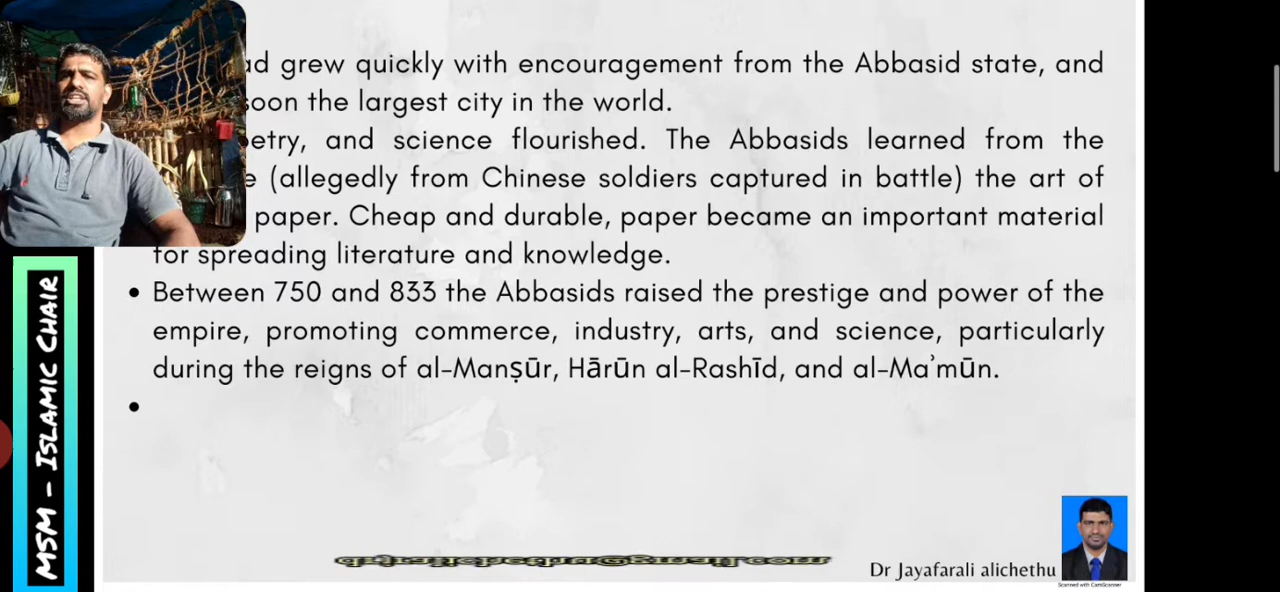 ad grew quickly with encouragement from the Abbasid state, and
soon the largest city in the world.
etry, and science flourished. The Abbasids learned from the
e (allegedly from Chinese soldiers captured in battle) the art of
paper. Cheap and durable, paper became an important material
for spreading literature and knowledge.
• Between 750 and 833 the Abbasids raised the prestige and power of the
empire, promoting commerce, industry, arts, and science, particularly
during the reigns of al-Manṣūr, Hārūn al-Rashīd, and al-Maʾmūn.
•
MSM - ISLAMIC CHAIR
Dr Jayafarali alichethu
Scanned with CamScanner